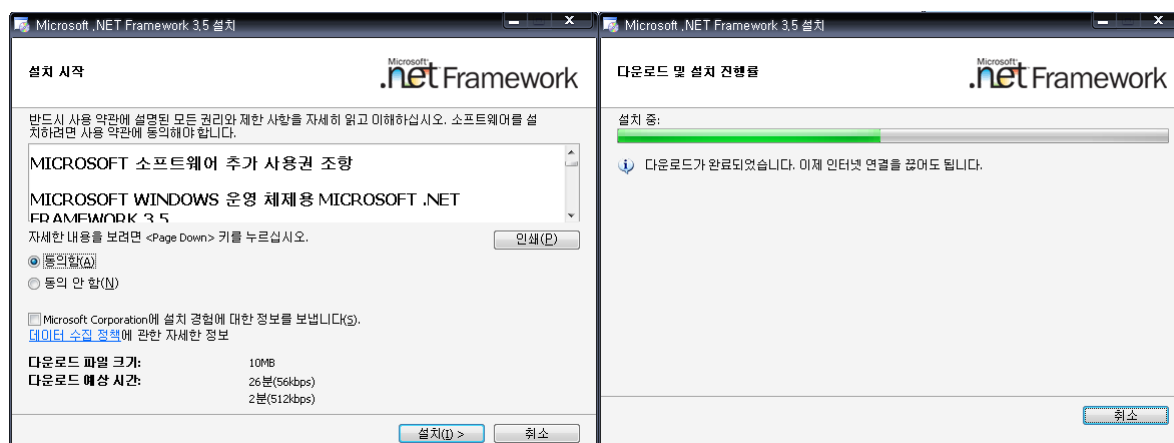 Microsoft .NET Framework 3.5 설치
설치 시작
Microsoft
.net Framework
반드시 사용 약관에 설명된 모든 권리와 제한 사항을 자세히 읽고 이해하십시오. 소프트웨어를 설
치하려면 사용 약관에 동의해야 합니다.
MICROSOFT 소프트웨어 추가 사용권 조항
MICROSOFT WINDOWS 운영 체제용 MICROSOFT .NET
FRAMEWORK 3.5
자세한 내용을 보려면 <Page Down> 키를 누르십시오.
인쇄(P)
동의함(A)
동의 안 함(N)
Microsoft Corporation에 설치 경험에 대한 정보를 보냅니다(S).
데이터 수집 정책에 관한 자세한 정보
다운로드 파일 크기: 10MB
다운로드 예상 시간: 26분(56kbps)
2분(512kbps)
설치(I) > 취소
Microsoft .NET Framework 3.5 설치
다운로드 및 설치 진행률
Microsoft
.net Framework
설치 중:
다운로드가 완료되었습니다. 이제 인터넷 연결을 끊어도 됩니다.
취소